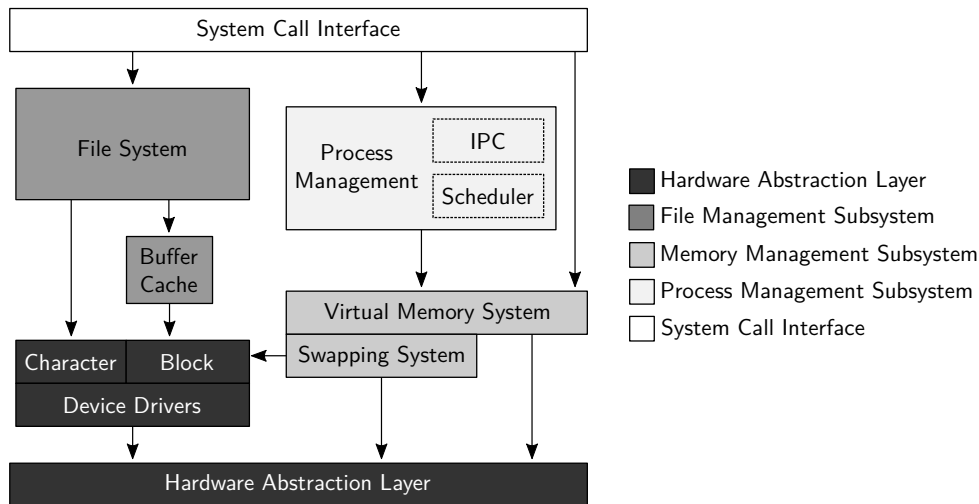 System Call Interface
File System
Process
Management
IPC
Scheduler
Buffer
Cache
Virtual Memory System
Swapping System
Character
Block
Device Drivers
Hardware Abstraction Layer
Hardware Abstraction Layer
File Management Subsystem
Memory Management Subsystem
Process Management Subsystem
System Call Interface